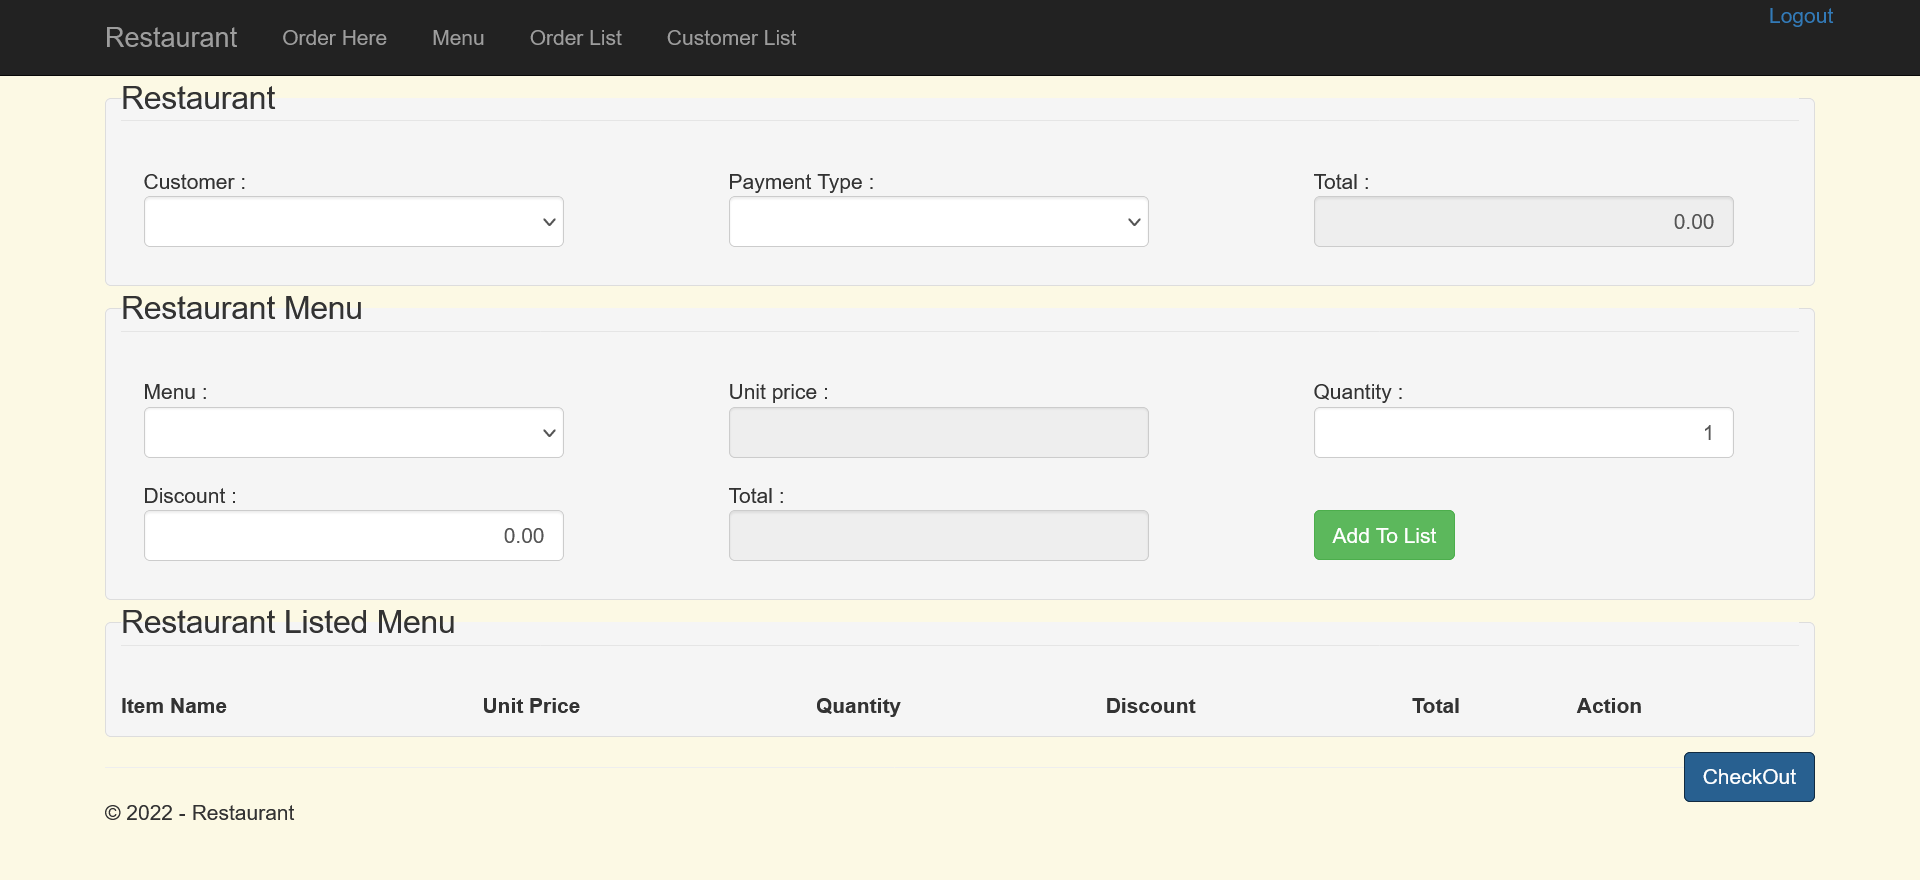 Restaurant Order Here Menu Order List Customer List Logout
Restaurant
Customer : Payment Type : Total :
0.00
Restaurant Menu
Menu : Unit price : Quantity :
1
Discount : Total :
0.00 Add To List
Restaurant Listed Menu
Item Name Unit Price Quantity Discount Total Action
CheckOut
© 2022 - Restaurant